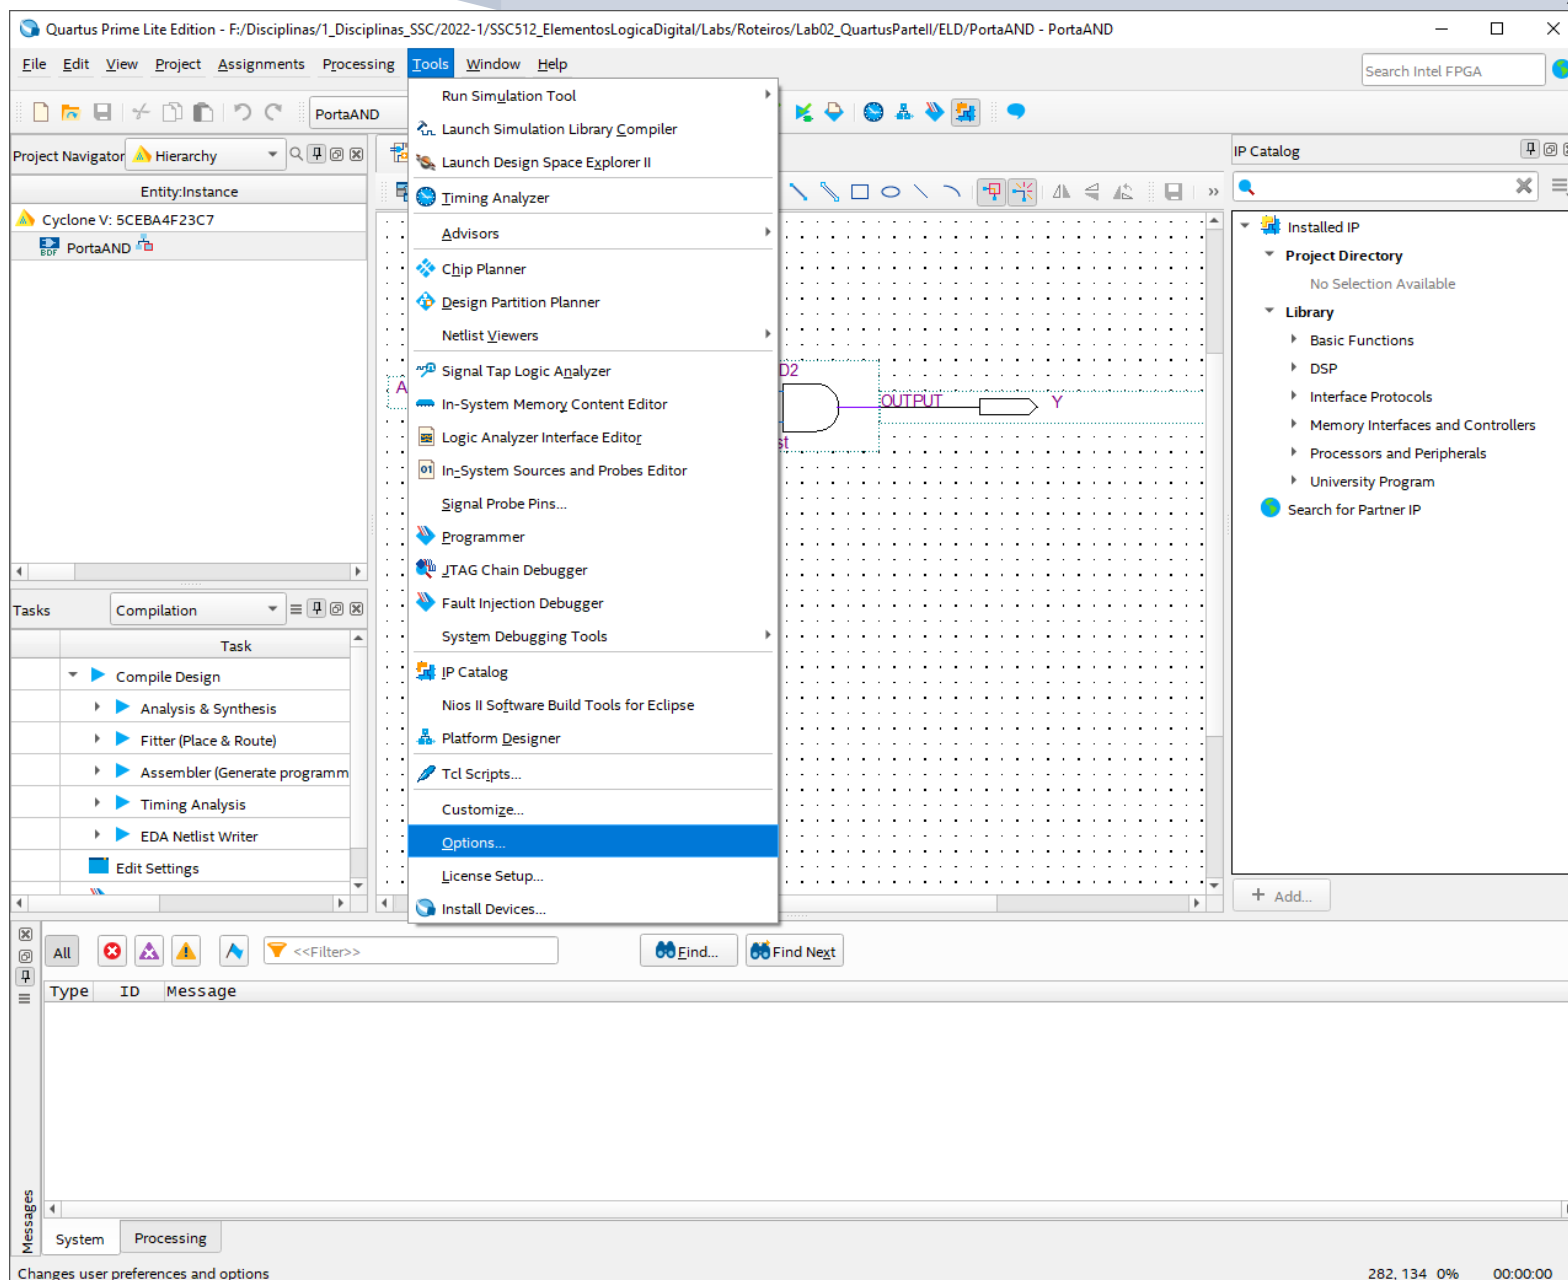 Quartus Prime Lite Edition - F:/Disciplinas/1_Disciplinas_SSC/2022-1/SSC512_ElementosLogicaDigital/Labs/Roteiros/Lab02_QuartusParteII/ELD/PortaAND - PortaAND
File Edit View Project Assignments Processing Tools Window Help
Search Intel FPGA
PortaAND
Project Navigator Hierarchy
Entity:Instance
Cyclone V: 5CEBA4F23C7
BDF PortaAND
Tasks Compilation
Task
Compile Design
Analysis & Synthesis
Fitter (Place & Route)
Assembler (Generate programm
Timing Analysis
EDA Netlist Writer
Edit Settings
Run Simulation Tool
Launch Simulation Library Compiler
Launch Design Space Explorer II
Timing Analyzer
Advisors
Chip Planner
Design Partition Planner
Netlist Viewers
Signal Tap Logic Analyzer
In-System Memory Content Editor
Logic Analyzer Interface Editor
01 In-System Sources and Probes Editor
Signal Probe Pins...
Programmer
JTAG Chain Debugger
Fault Injection Debugger
System Debugging Tools
IP Catalog
Nios II Software Build Tools for Eclipse
Platform Designer
Tcl Scripts...
Customize...
Options...
License Setup...
Install Devices...
»
A
D2
st
OUTPUT
Y
IP Catalog
Installed IP
Project Directory
No Selection Available
Library
Basic Functions
DSP
Interface Protocols
Memory Interfaces and Controllers
Processors and Peripherals
University Program
Search for Partner IP
+ Add...
All <<Filter>> Find... Find Next
Type ID Message
Messages
System Processing
Changes user preferences and options
282, 134 0% 00:00:00